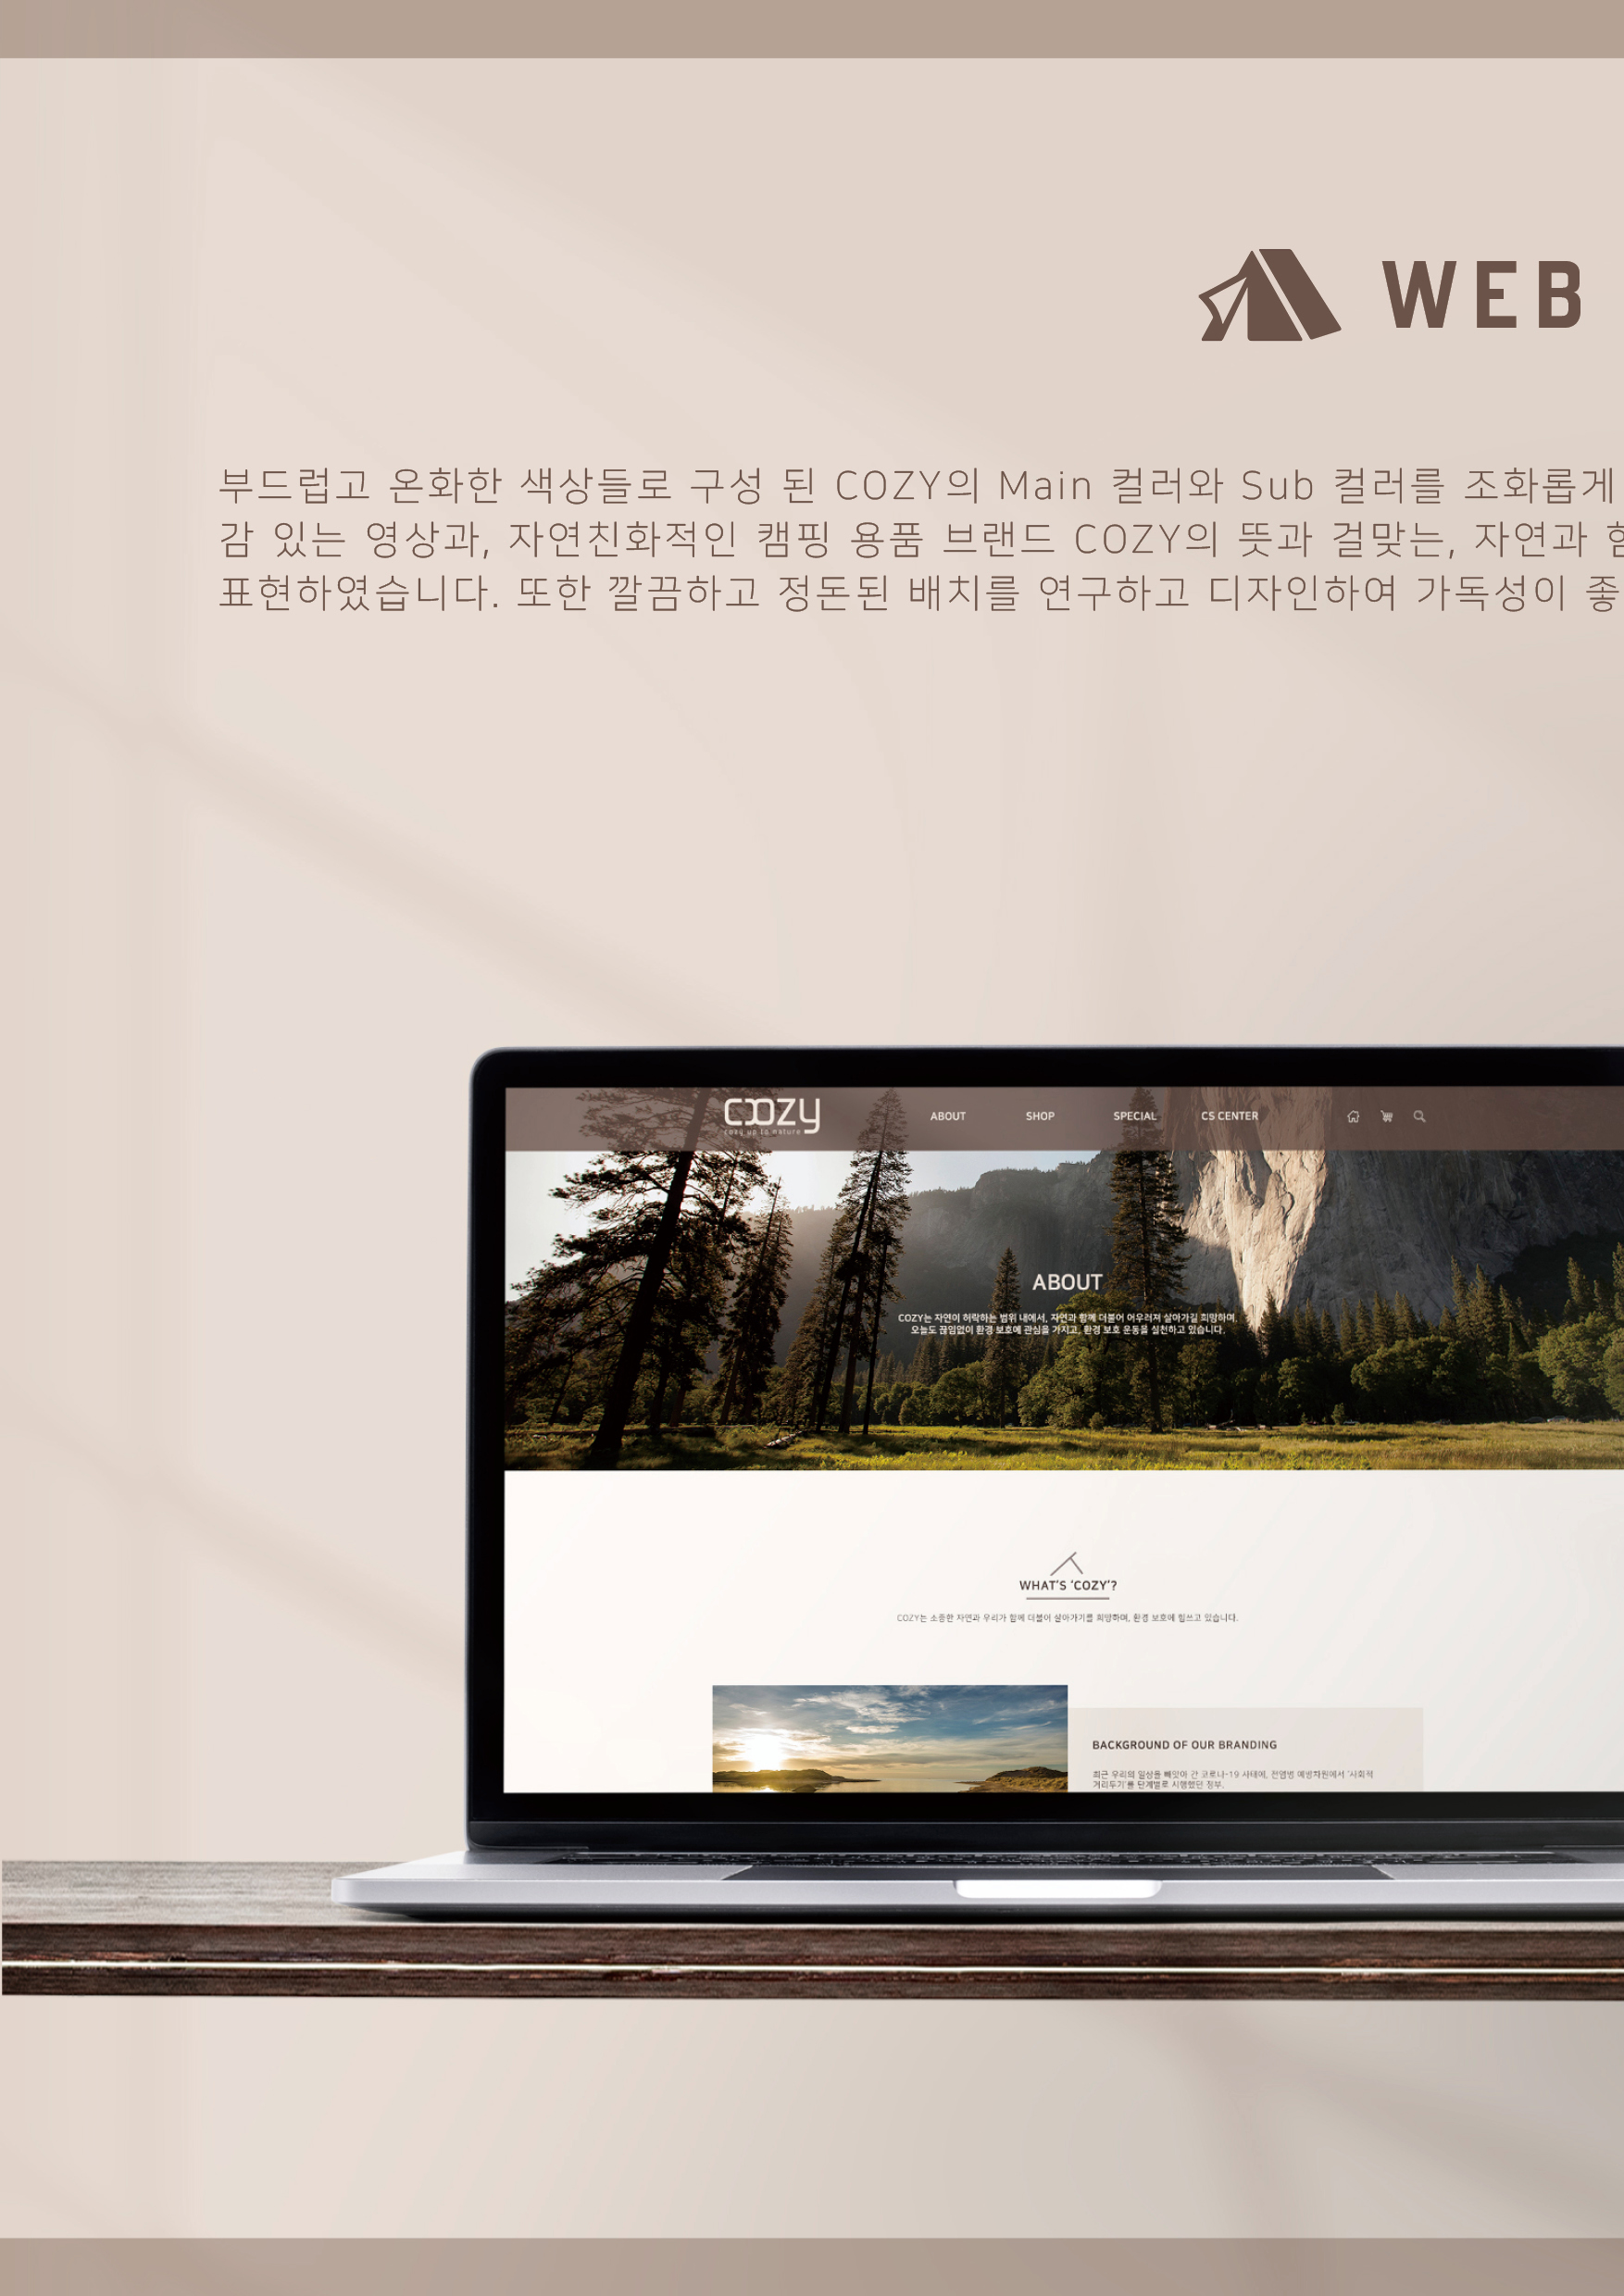 WEB
부드럽고 온화한 색상들로 구성 된 COZY의 Main 컬러와 Sub 컬러를 조화롭게
감 있는 영상과, 자연친화적인 캠핑 용품 브랜드 COZY의 뜻과 걸맞는, 자연과
표현하였습니다. 또한 깔끔하고 정돈된 배치를 연구하고 디자인하여 가독성이 좋
cozy
cozy up to nature
ABOUT SHOP SPECIAL CS CENTER
ABOUT
COZY는 자연이 허락하는 범위 내에서, 자연과 함께 더불어 어우러져 살아가길 희망하며,
오늘도 끊임없이 환경 보호에 관심을 가지고, 환경 보호 운동을 실천하고 있습니다.
WHAT'S 'COZY'?
COZY는 소중한 자연과 우리가 함께 더불어 살아가기를 희망하며, 환경 보호에 힘쓰고 있습니다.
BACKGROUND OF OUR BRANDING
최근 우리의 일상을 빼앗아 간 코로나-19 사태에, 전염병 예방차원에서 '사회적
거리두기'를 단계별로 시행했던 정부.